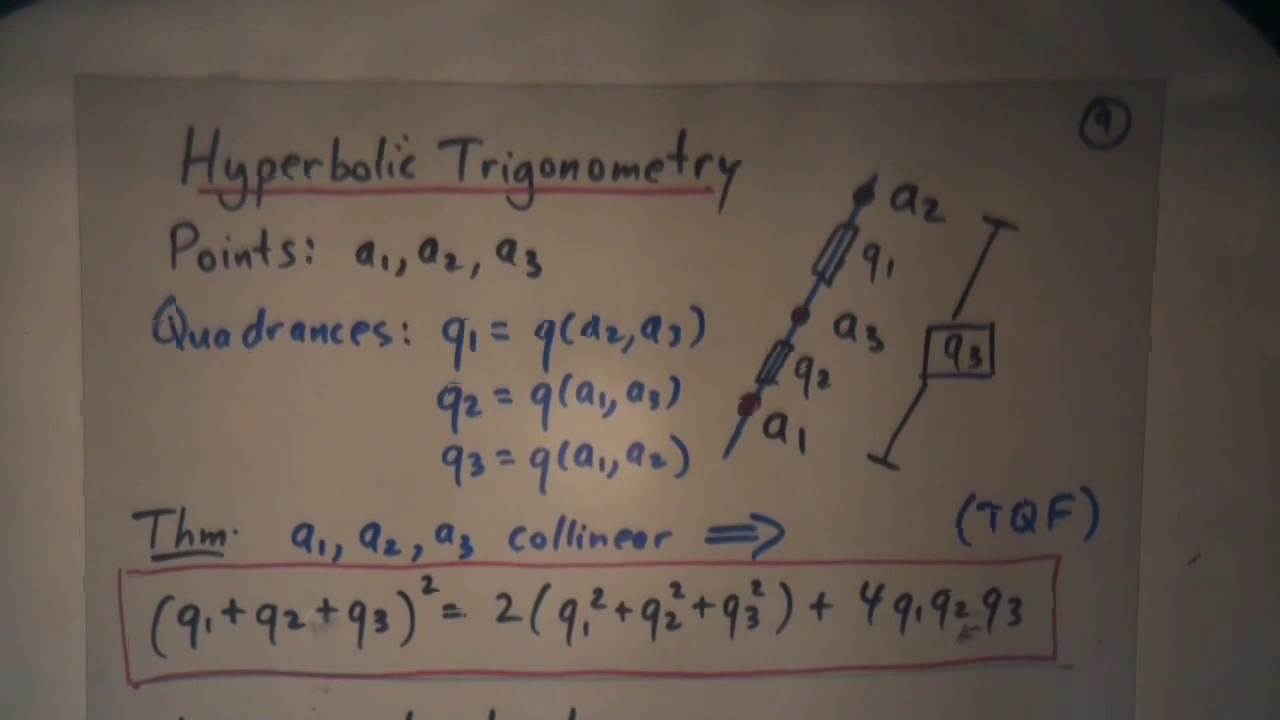 9
Hyperbolic Trigonometry
Points: a₁, a₂, a₃
Quadrances: q₁ = q(a₂, a₃)
q₂ = q(a₁, a₃)
q₃ = q(a₁, a₂)
a₂
q₁
a₃
q₃
q₂
a₁
Thm. a₁, a₂, a₃ collinear ⟹ (TQF)
(q₁+q₂+q₃)² = 2(q₁²+q₂²+q₃²) + 4q₁q₂q₃